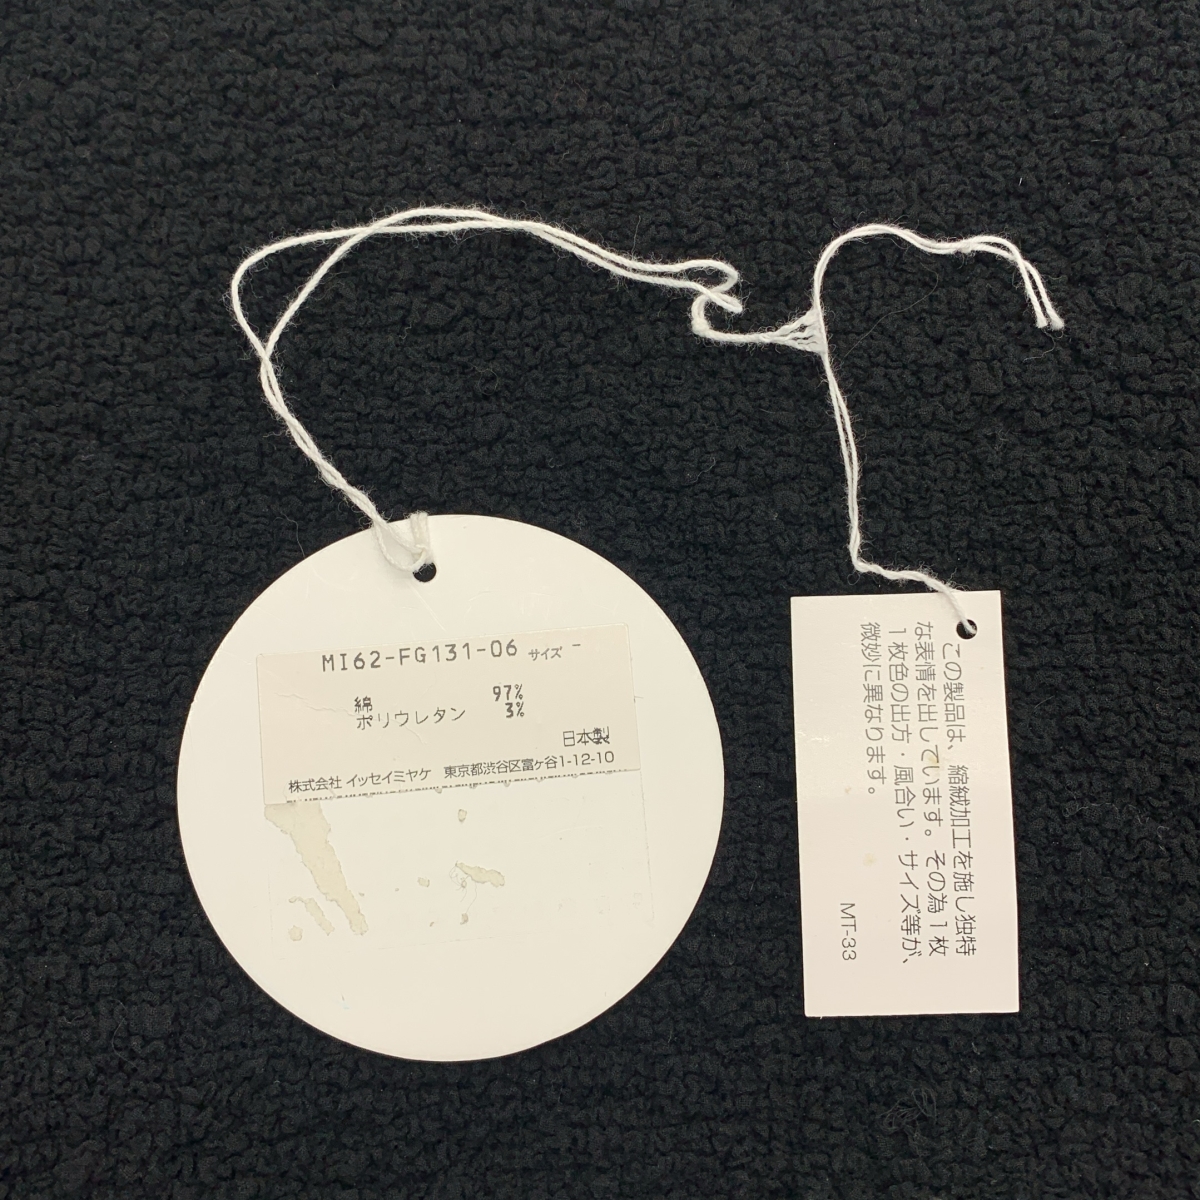 MI62-FG131-06 サイズ -
綿 97%
ポリウレタン 3%
日本製
株式会社 イッセイミヤケ 東京都渋谷区富ヶ谷1-12-10
この製品は、縮絨加工を施し独特
な表情を出しています。その為1枚
1枚色の出方・風合い・サイズ等が、
微妙に異なります。
MT-33